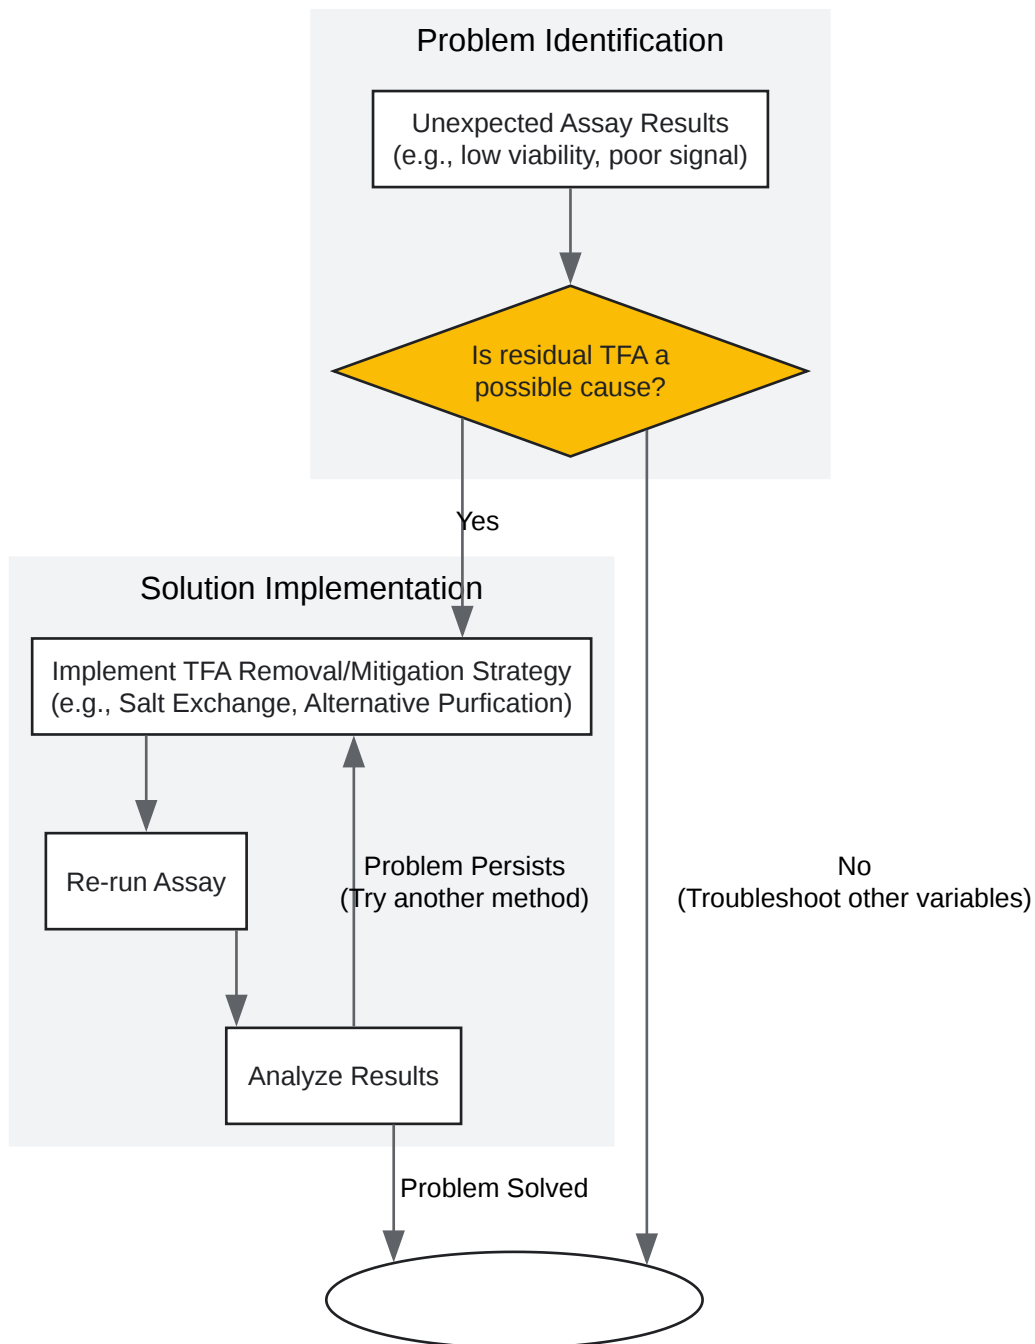 Problem Identification
Unexpected Assay Results
(e.g., low viability, poor signal)
Is residual TFA a
possible cause?
Yes
Solution Implementation
Implement TFA Removal/Mitigation Strategy
(e.g., Salt Exchange, Alternative Purfication)
Re-run Assay
Problem Persists
(Try another method)
No
(Troubleshoot other variables)
Analyze Results
Problem Solved